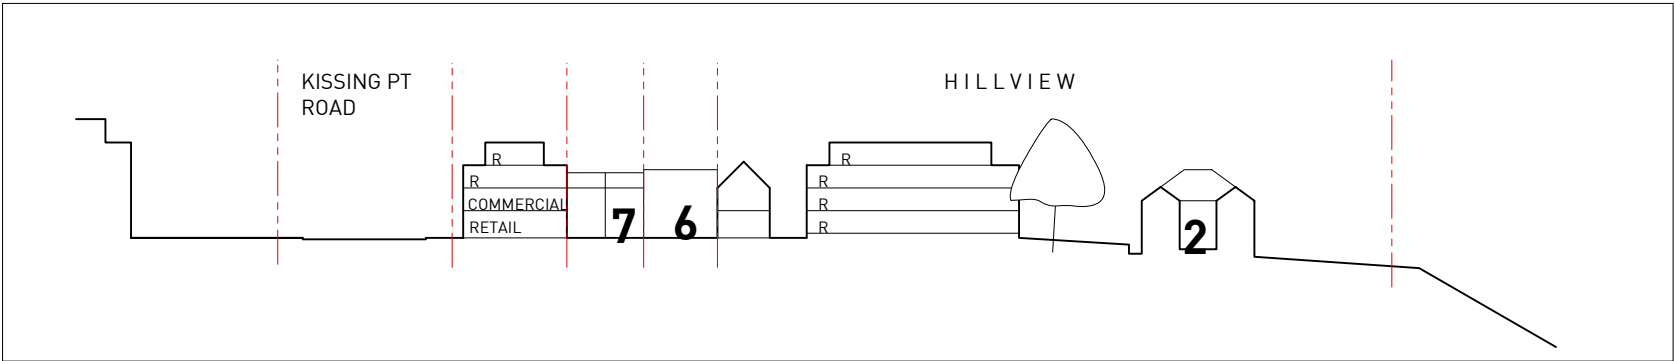 KISSING PT
ROAD
HILLVIEW
R
R
COMMERCIAL
RETAIL
7
6
R
R
R
R
2